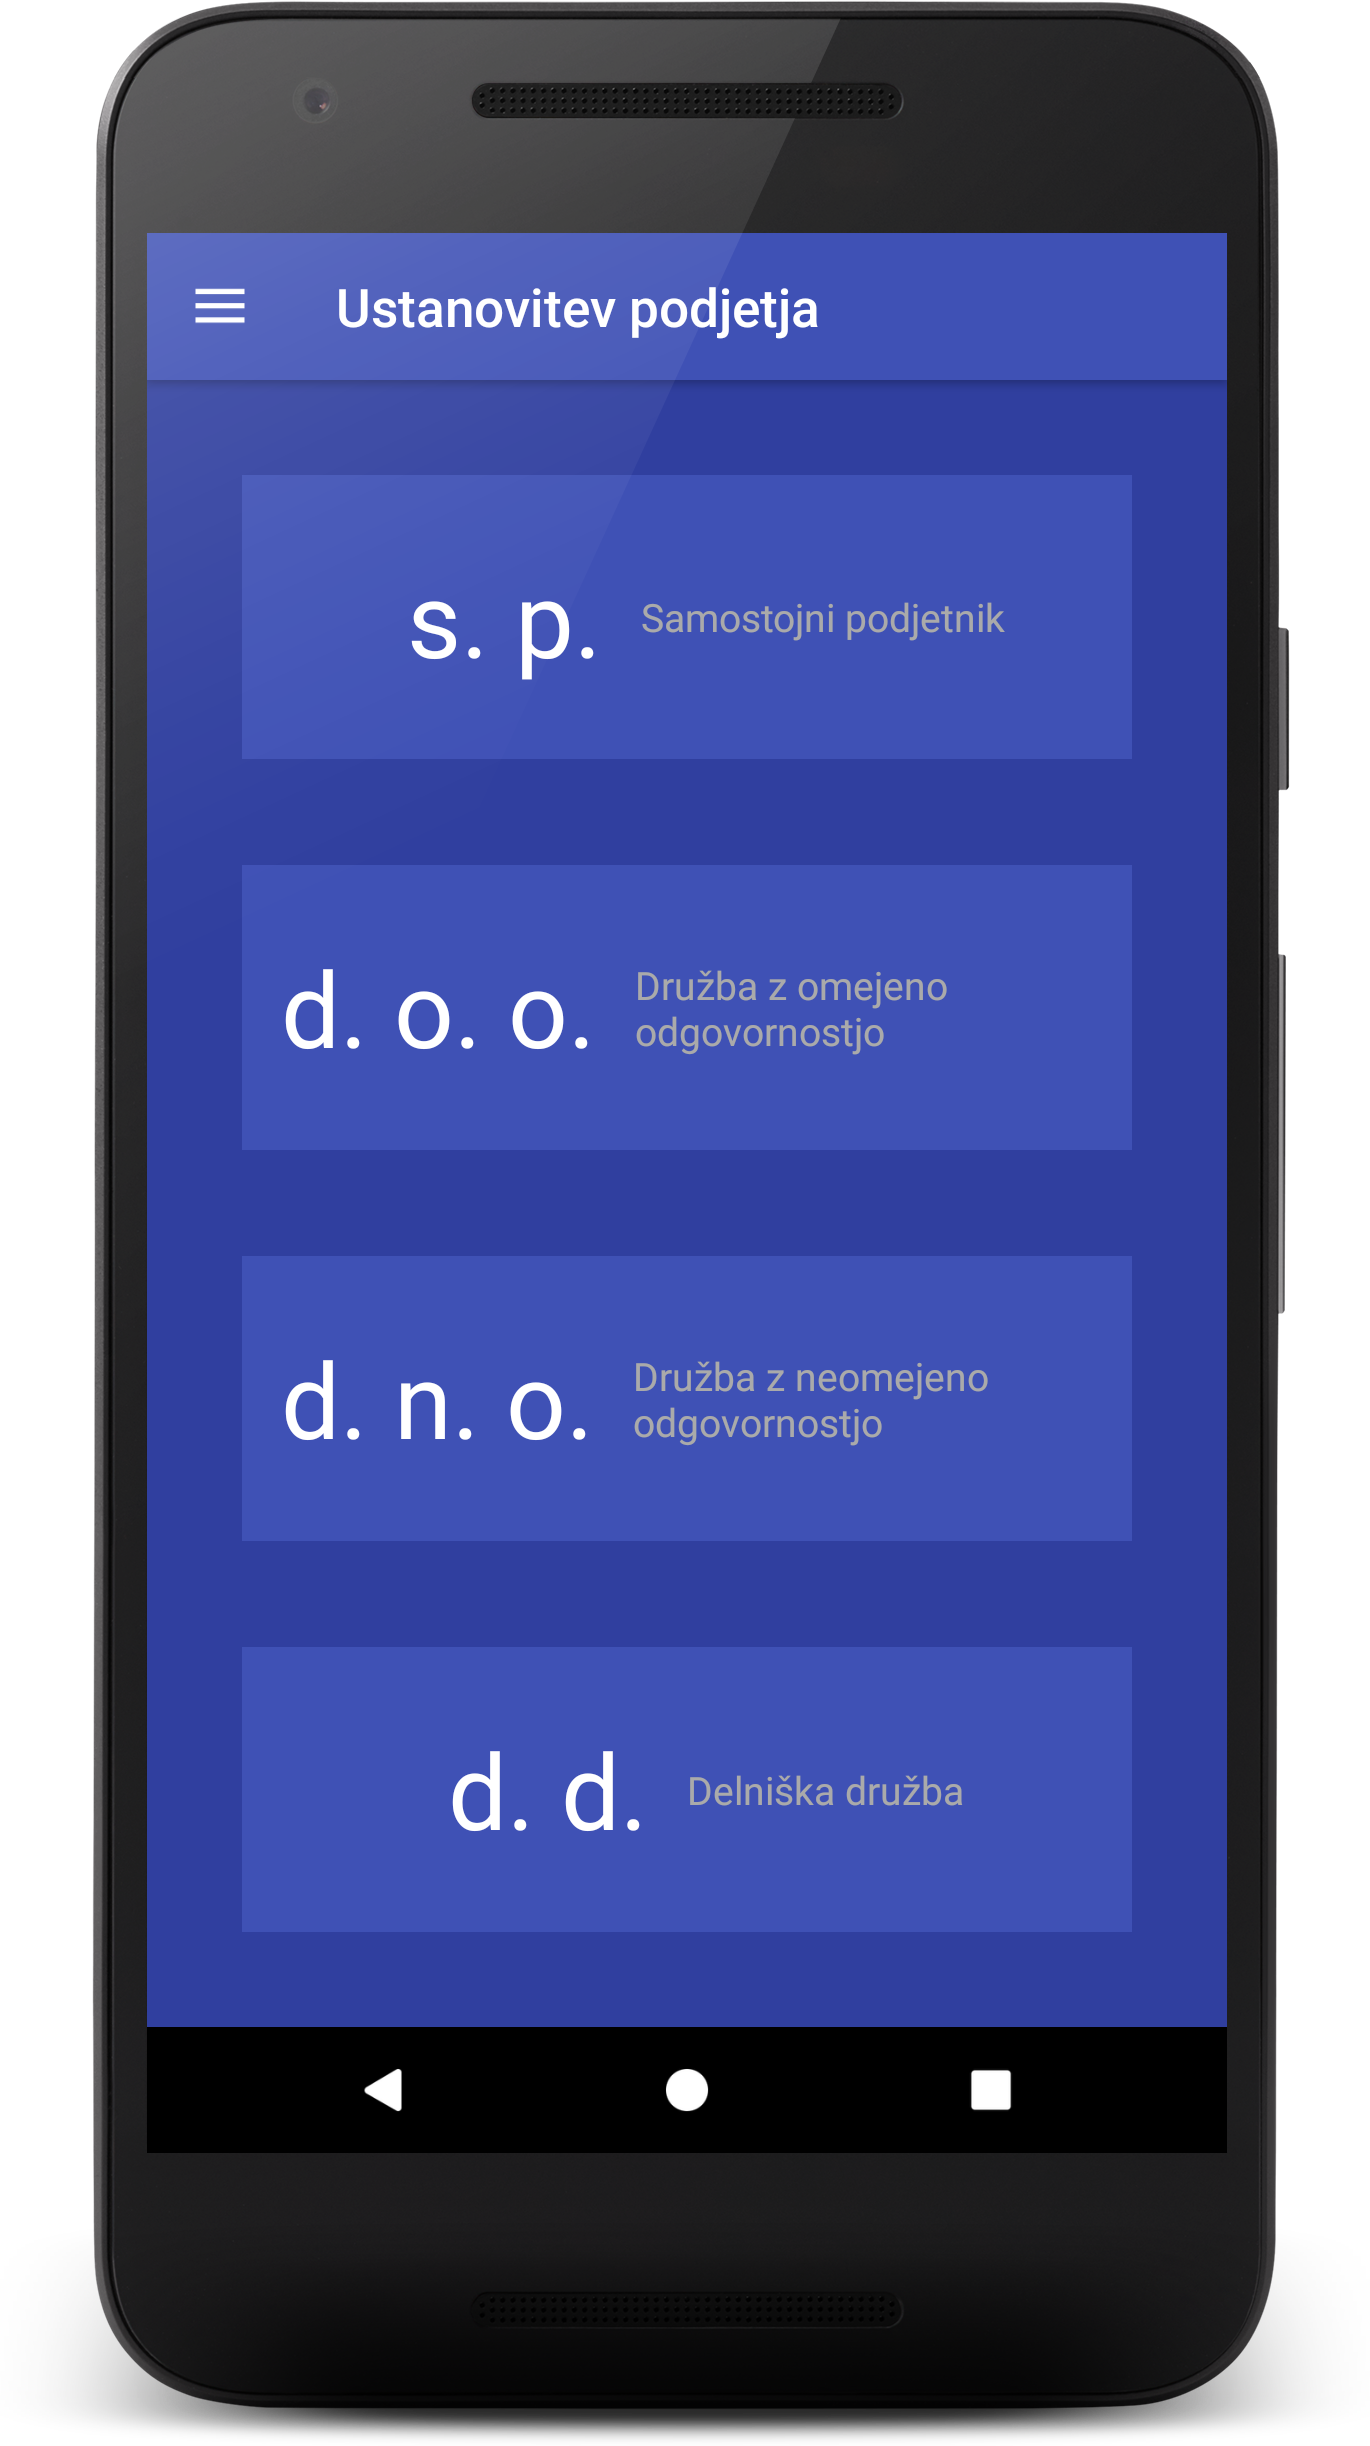 Ustanovitev podjetja
s. p.
Samostojni podjetnik
d. o. o.
Družba z omejeno
odgovornostjo
d. n. o.
Družba z neomejeno
odgovornostjo
d. d.
Delniška družba